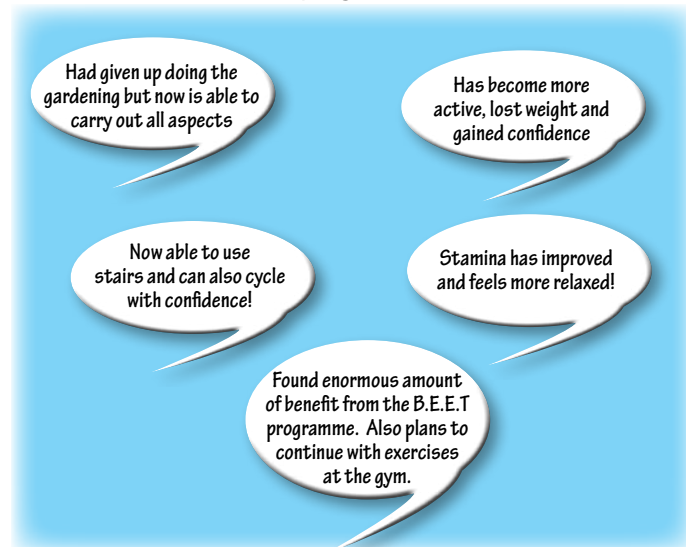 Had given up doing the
gardening but now is able to
carry out all aspects
Has become more
active, lost weight and
gained confidence
Now able to use
stairs and can also cycle
with confidence!
Stamina has improved
and feels more relaxed!
Found enormous amount
of benefit from the B.E.E.T
programme.  Also plans to
continue with exercises
at the gym.